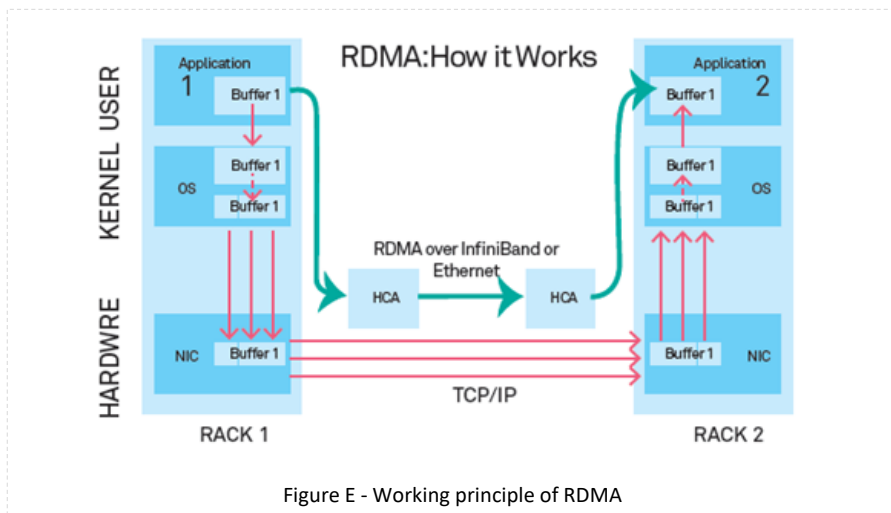 RDMA:How it Works
USER
KERNEL
HARDWRE
Application
1
Buffer 1
OS
Buffer 1
Buffer 1
NIC
Buffer 1
RACK 1
RDMA over InfiniBand or
Ethernet
HCA
HCA
TCP/IP
Application
2
Buffer 1
Buffer 1
OS
Buffer 1
Buffer 1
NIC
RACK 2
Figure E - Working principle of RDMA